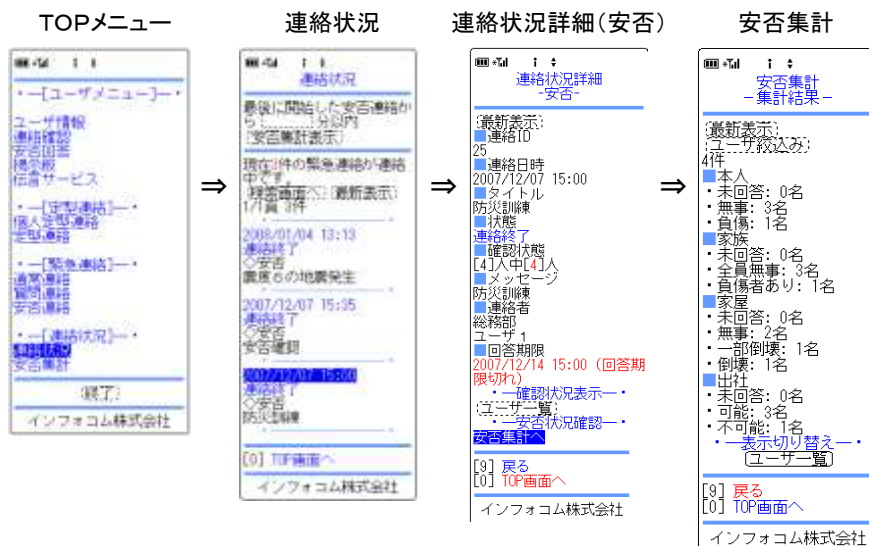 TOPメニュー
・―[ユーザメニュー]―・
ユーザ情報
連絡確認
安否回答
掲示板
伝言サービス
・―[定型連絡]―・
個人定型連絡
定型連絡
・―[緊急連絡]―・
通常連絡
質問連絡
安否連絡
・―[連絡状況]―・
連絡状況
安否集計
(終了)
インフォコム株式会社
⇒
連絡状況
連絡状況
最後に開始した安否連絡か
ら 分以内
安否集計表示
現在3件の緊急連絡が連絡
中です
最新表示
1/1頁 3件
2008/01/04 13:13
連絡終了
◇安否
震度6の地震発生
2007/12/07 15:35
連絡終了
◇安否
安否確認
2007/12/07 15:00
連絡終了
◇安否
防災訓練
[0] TOP画面へ
インフォコム株式会社
⇒
連絡状況詳細(安否)
連絡状況詳細
-安否-
最新表示
■連絡ID
25
■連絡日時
2007/12/07 15:00
■タイトル
防災訓練
■状態
連絡終了
■確認状態
[4]人中[4]人
■メッセージ
防災訓練
■連絡者
総務部
ユーザ1
■回答期限
2007/12/14 15:00 (回答期
限切れ)
・―確認状況表示―・
ユーザ一覧
・―安否状況確認―・
安否集計へ
[9] 戻る
[0] TOP画面へ
インフォコム株式会社
⇒
安否集計
安否集計
-集計結果-
最新表示
ユーザ絞込み
4件
■本人
・未回答: 0名
・無事: 3名
・負傷: 1名
■家族
・未回答: 0名
・全員無事: 3名
・負傷者あり: 1名
■家屋
・未回答: 0名
・無事: 2名
・一部倒壊: 1名
・倒壊: 1名
■出社
・未回答: 0名
・可能: 3名
・不可能: 1名
・―表示切り替え―・
(ユーザ一覧)
[9] 戻る
[0] TOP画面へ
インフォコム株式会社